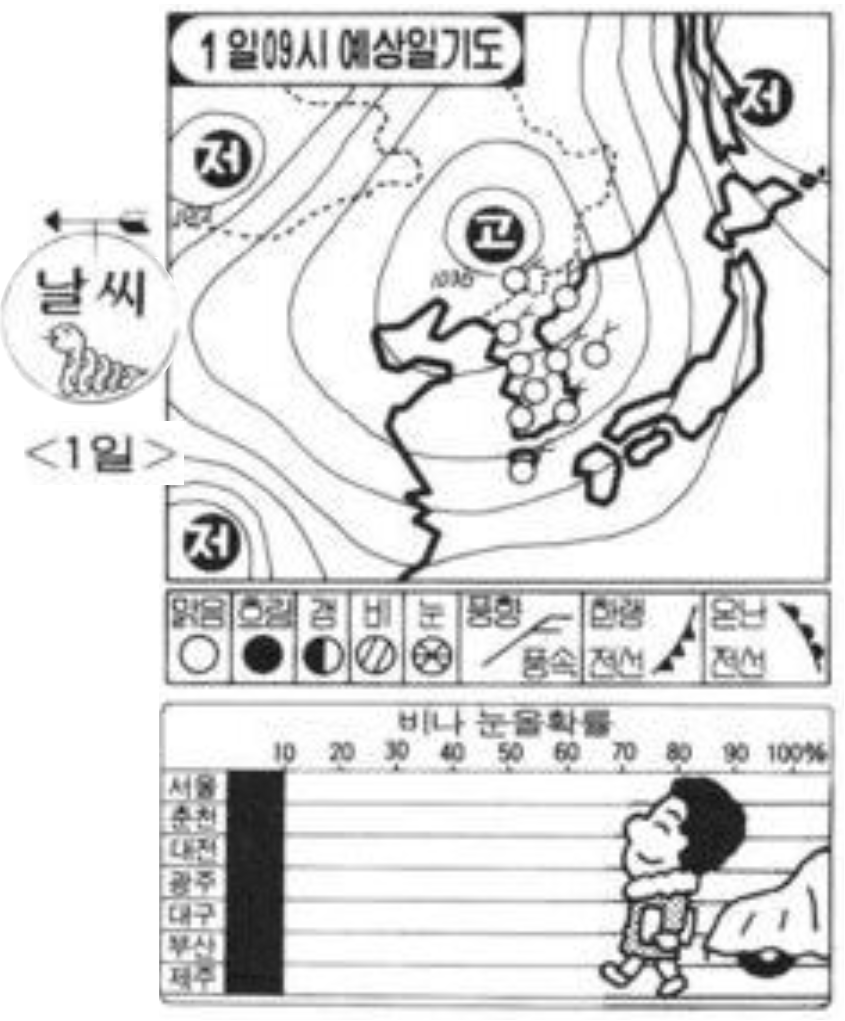 1일09시 예상일기도
저
저
고
날씨
<1일>
저
맑음 흐림 갬 비 눈 풍향 풍속 한랭전선 온난전선
비나 눈올확률
10 20 30 40 50 60 70 80 90 100%
서울
춘천
대전
광주
대구
부산
제주